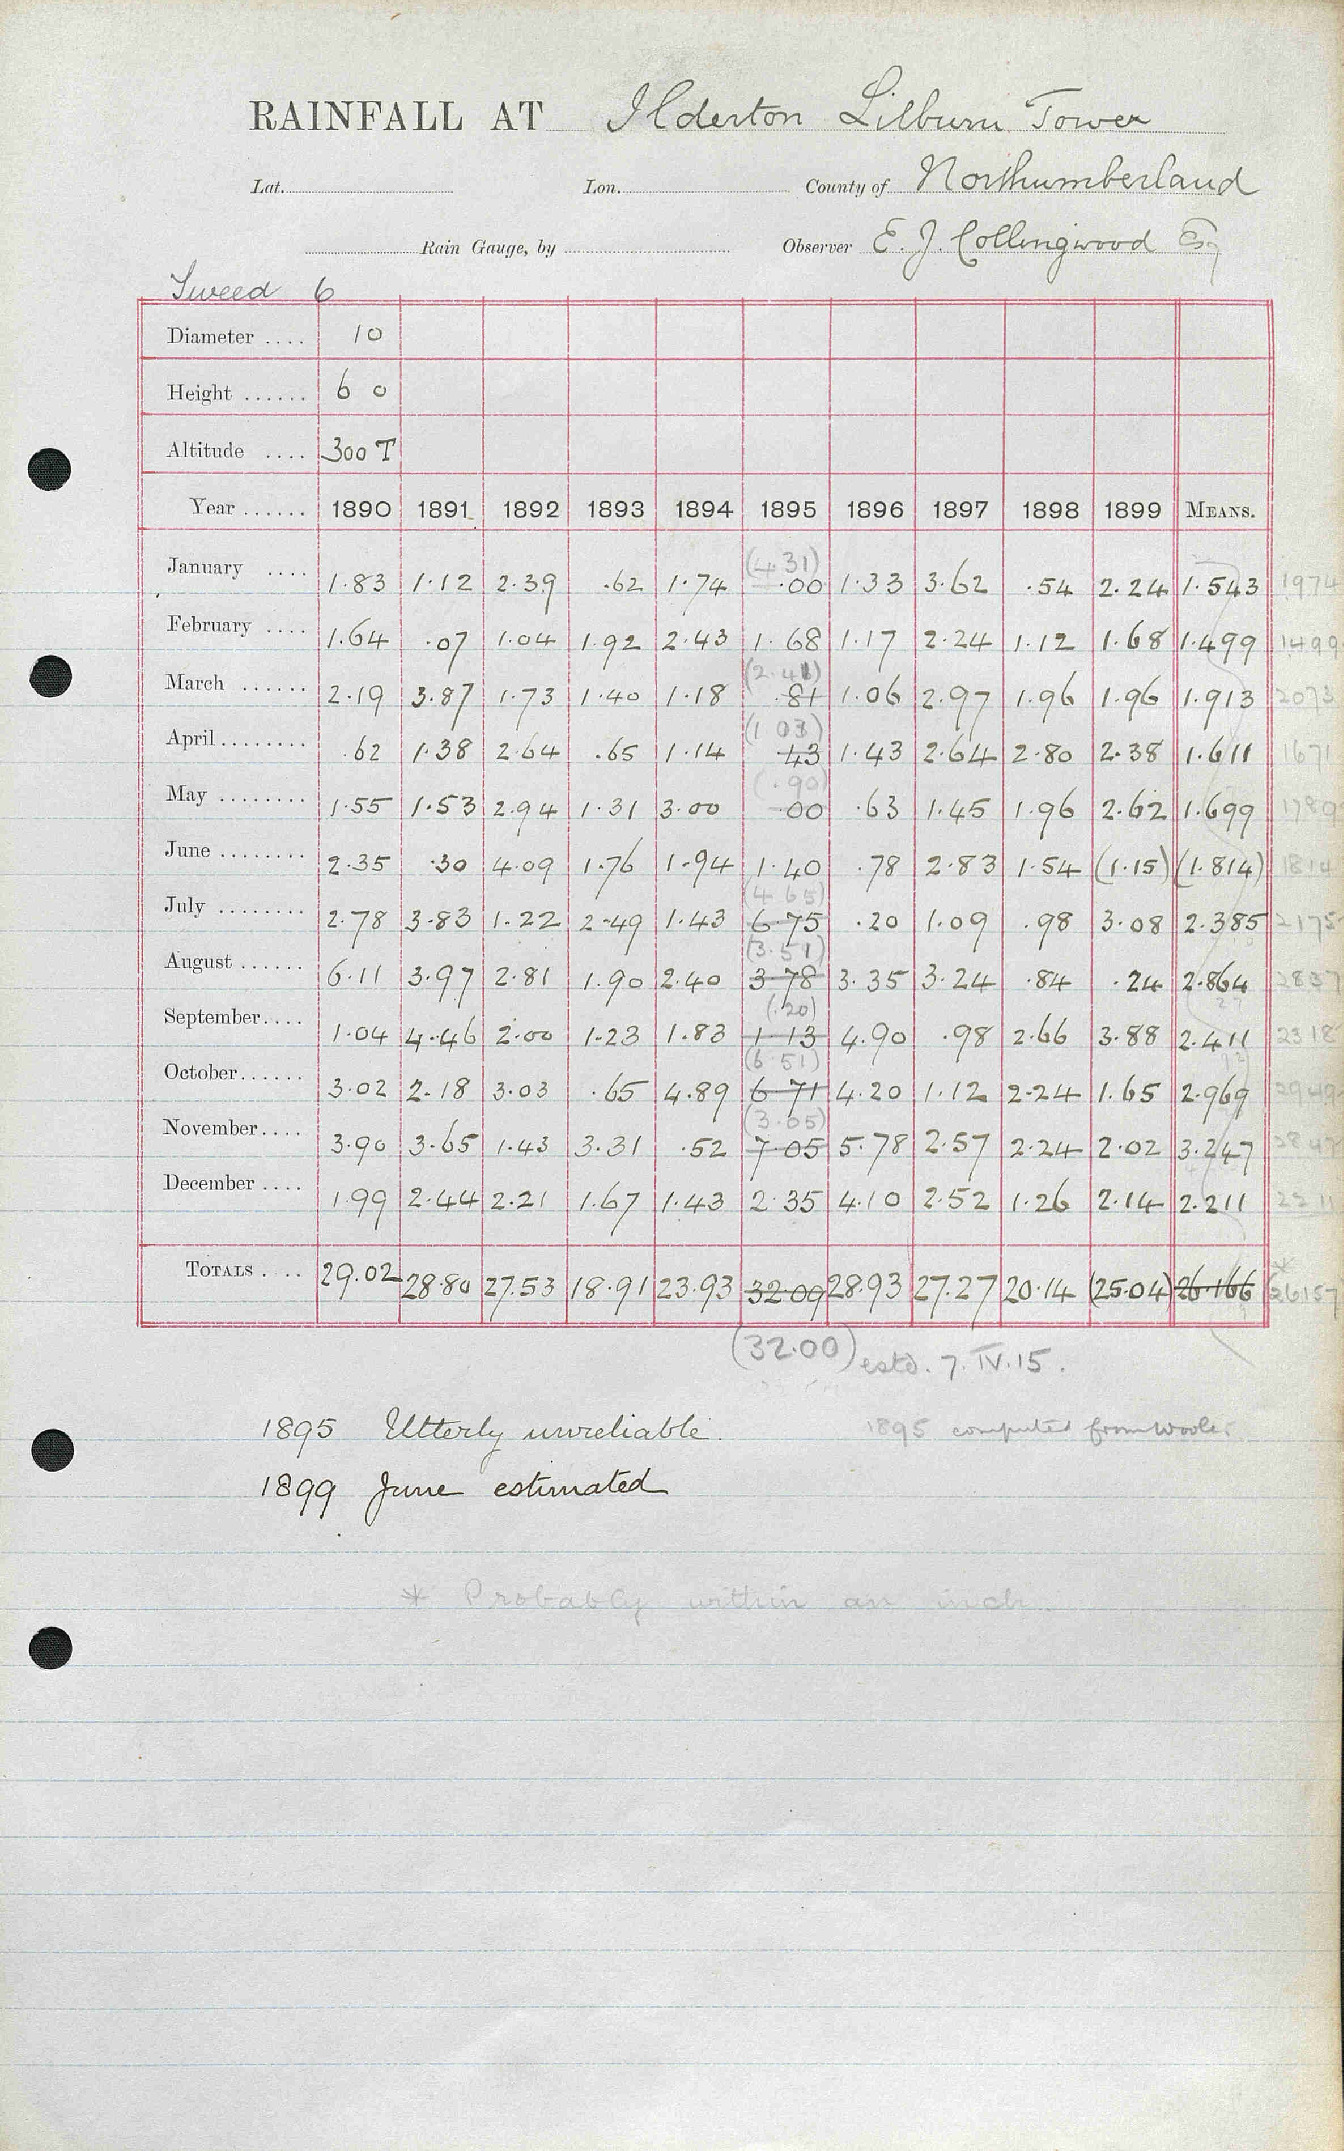 RAINFALL AT Ilderton Lilburn Tower
Lat. Lon. County of Northumberland
Rain Gauge, by Observer E. J. Collingwood Esq
Tweed 6
Diameter .... 10
Height ...... 6 0
Altitude .... 300 T
Year ...... 1890 1891 1892 1893 1894 1895 1896 1897 1898 1899 MEANS.
(4 31)
January .... 1.83 1.12 2.39 .62 1.74 .00 1.33 3.62 .54 2.24 1.543 1974
February .... 1.64 .07 1.04 1.92 2.43 1.68 1.17 2.24 1.12 1.68 1.499 1499
(2.41)
March ...... 2.19 3.87 1.73 1.40 1.18 .81 1.06 2.97 1.96 1.96 1.913 2073
(1 03)
April ........ .62 1.38 2.64 .65 1.14 43 1.43 2.64 2.80 2.38 1.611 1671
(.90)
May ........ 1.55 1.53 2.94 1.31 3.00 .00 .63 1.45 1.96 2.62 1.699 1789
June ........ 2.35 .30 4.09 1.76 1.94 1.40 .78 2.83 1.54 (1.15) (1.814) 1814
(4 65)
July ........ 2.78 3.83 1.22 2.49 1.43 6.75 .20 1.09 .98 3.08 2.385 2175
(3.51)
August ...... 6.11 3.97 2.81 1.90 2.40 3 78 3.35 3.24 .84 .24 2.864 2837
(.20)
September.... 1.04 4.46 2.00 1.23 1.83 1.13 4.90 .98 2.66 3.88 2.411 2318
(6 51)
October...... 3.02 2.18 3.03 .65 4.89 6 71 4.20 1.12 2.24 1.65 2.969 2949
(3.05)
November.... 3.90 3.65 1.43 3.31 .52 7.05 5.78 2.57 2.24 2.02 3.247 2847
December .... 1.99 2.44 2.21 1.67 1.43 2.35 4.10 2.52 1.26 2.14 2.211 2211
TOTALS .... 29.02 28.80 27.53 18.91 23.93 32.09 28.93 27.27 20.14 (25.04) 26.166 26157
(32.00) estd. 7.IV.15.
1895 Utterly unreliable. 1895 computed from Wooler
1899 June estimated
* Probably within an inch.